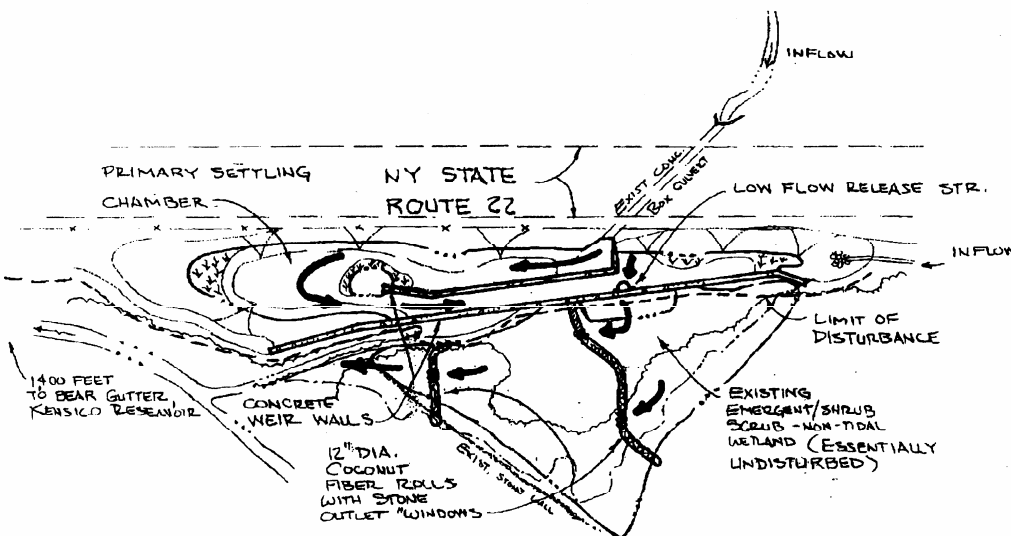 INFLOW
PRIMARY SETTLING
CHAMBER
NY STATE
ROUTE 22
EXIST CONC.
BOX CULVERT
LOW FLOW RELEASE STR.
INFLOW
LIMIT OF
DISTURBANCE
1400 FEET
TO BEAR GUTTER,
KENSICO RESEAVOIR
CONCRETE
WEIR WALLS
12" DIA.
COCONUT
FIBER ROLLS
WITH STONE
OUTLET "WINDOWS
EXIST. STONE WALL
EXISTING
EMERGENT/SHRUB
SCRUB-NON-TIDAL
WETLAND (ESSENTIALLY
UNDISTURBED)